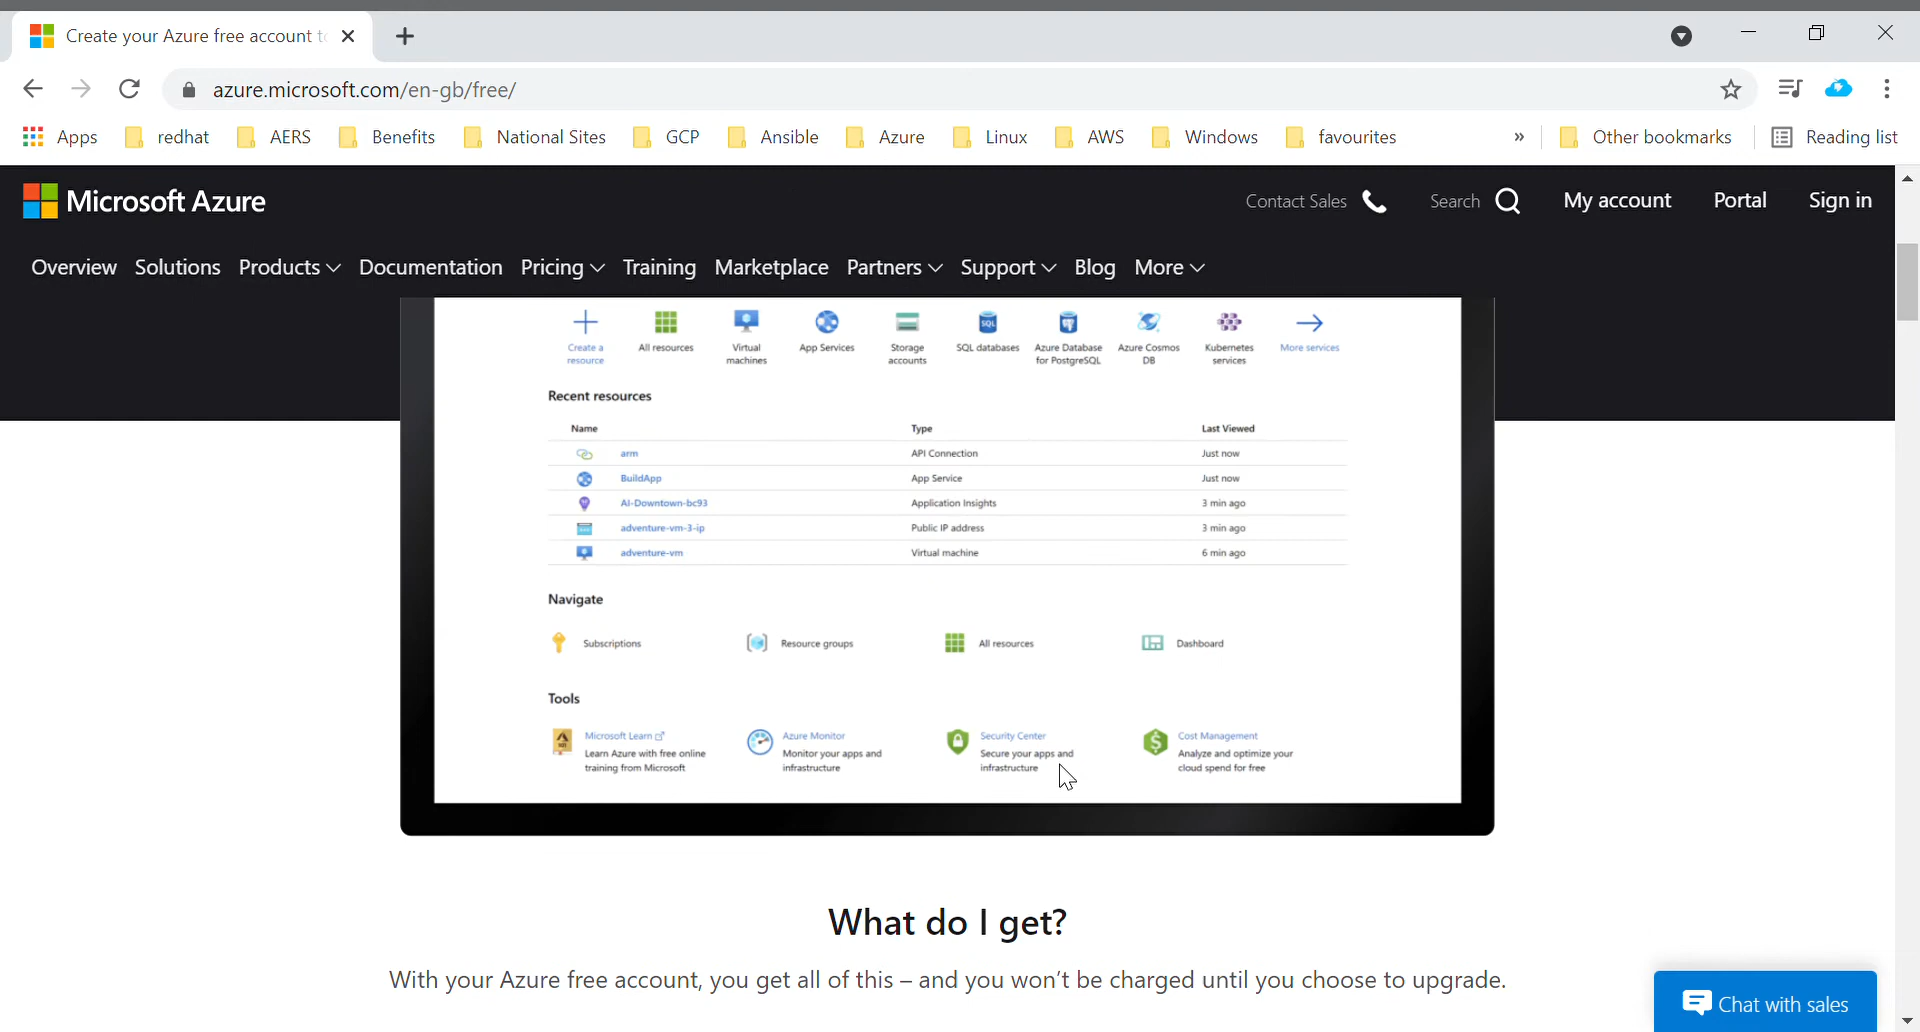 Create your Azure free account to
azure.microsoft.com/en-gb/free/
Apps redhat AERS Benefits National Sites GCP Ansible Azure Linux AWS Windows favourites » Other bookmarks Reading list
Microsoft Azure Contact Sales Search My account Portal Sign in
Overview Solutions Products Documentation Pricing Training Marketplace Partners Support Blog More
Create a resource All resources Virtual machines App Services Storage accounts SQL databases Azure Database for PostgreSQL Azure Cosmos DB Kubernetes services More services
Recent resources
Name Type Last Viewed
arm API Connection Just now
BuildApp App Service Just now
AI-Downtown-bc93 Application Insights 3 min ago
adventure-vm-3-ip Public IP address 3 min ago
adventure-vm Virtual machine 6 min ago
Navigate
Subscriptions Resource groups All resources Dashboard
Tools
Microsoft Learn Azure Monitor Security Center Cost Management
Learn Azure with free online Monitor your apps and Secure your apps and Analyze and optimize your
training from Microsoft infrastructure infrastructure cloud spend for free
What do I get?
With your Azure free account, you get all of this – and you won't be charged until you choose to upgrade.
Chat with sales